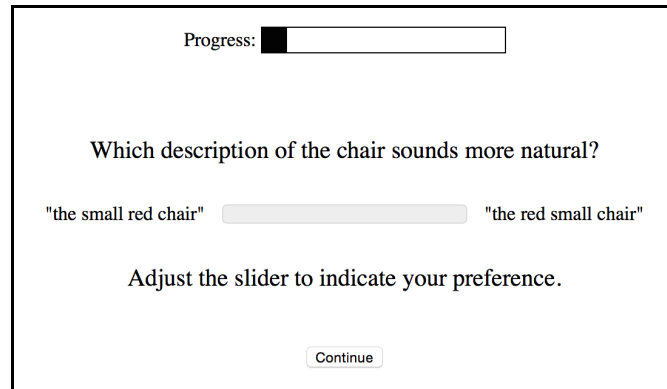 Progress:
Which description of the chair sounds more natural?
"the small red chair" "the red small chair"
Adjust the slider to indicate your preference.
Continue